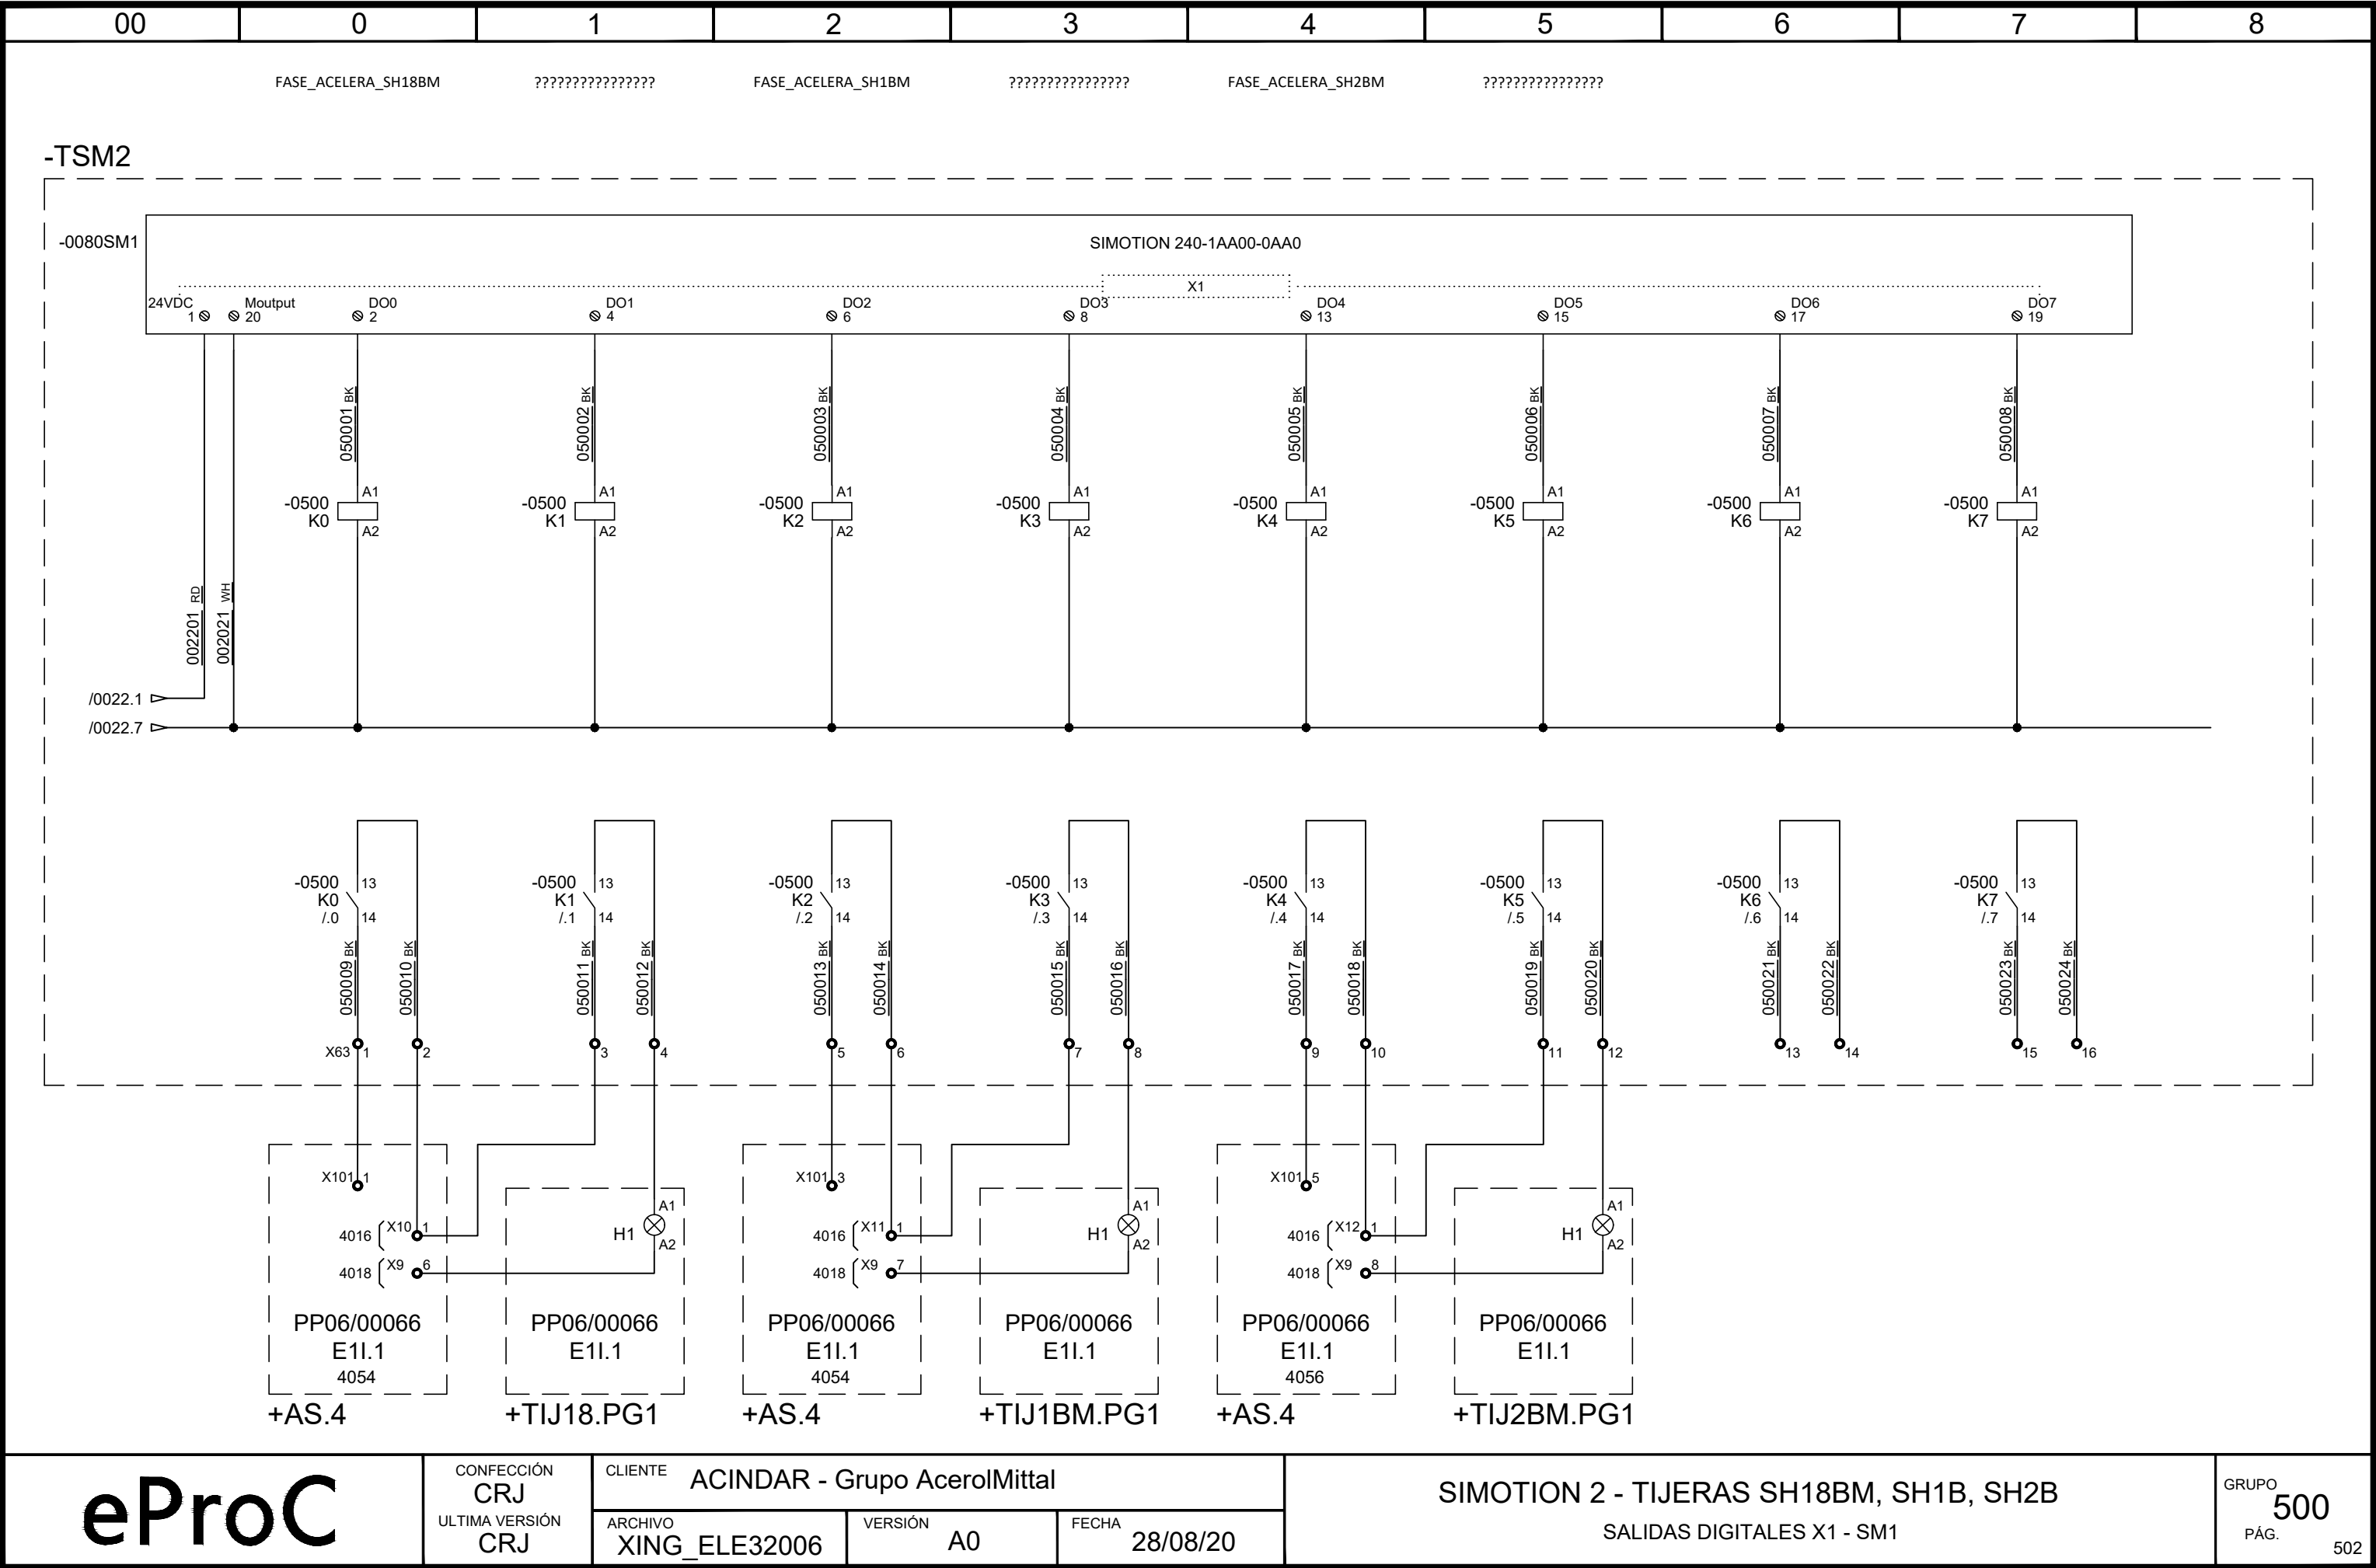 00 0 1 2 3 4 5 6 7 8
FASE_ACELERA_SH18BM ???????????????? FASE_ACELERA_SH1BM ???????????????? FASE_ACELERA_SH2BM ????????????????
-TSM2
-0080SM1 SIMOTION 240-1AA00-0AA0
X1
24VDC Moutput DO0 DO1 DO2 DO3 DO4 DO5 DO6 DO7
1 20 2 4 6 8 13 15 17 19
050001 BK 050002 BK 050003 BK 050004 BK 050005 BK 050006 BK 050007 BK 050008 BK
A1 A1 A1 A1 A1 A1 A1 A1
-0500 -0500 -0500 -0500 -0500 -0500 -0500 -0500
K0 K1 K2 K3 K4 K5 K6 K7
A2 A2 A2 A2 A2 A2 A2 A2
002201 RD 002021 WH
/0022.1
/0022.7
-0500 13 -0500 13 -0500 13 -0500 13 -0500 13 -0500 13 -0500 13 -0500 13
K0 K1 K2 K3 K4 K5 K6 K7
/.0 14 /.1 14 /.2 14 /.3 14 /.4 14 /.5 14 /.6 14 /.7 14
050009 BK 050010 BK 050011 BK 050012 BK 050013 BK 050014 BK 050015 BK 050016 BK 050017 BK 050018 BK 050019 BK 050020 BK 050021 BK 050022 BK 050023 BK 050024 BK
X63 1 2 3 4 5 6 7 8 9 10 11 12 13 14 15 16
X101 1 X101 3 X101 5
A1 A1 A1
4016 X10 1 H1 4016 X11 1 H1 4016 X12 1 H1
A2 A2 A2
4018 X9 6 4018 X9 7 4018 X9 8
PP06/00066 PP06/00066 PP06/00066 PP06/00066 PP06/00066 PP06/00066
E1I.1 E1I.1 E1I.1 E1I.1 E1I.1 E1I.1
4054 4054 4056
+AS.4 +TIJ18.PG1 +AS.4 +TIJ1BM.PG1 +AS.4 +TIJ2BM.PG1
eProC
CONFECCIÓN
CRJ
ULTIMA VERSIÓN
CRJ
CLIENTE ACINDAR - Grupo AcerolMittal
ARCHIVO
XING_ELE32006
VERSIÓN
A0
FECHA
28/08/20
SIMOTION 2 - TIJERAS SH18BM, SH1B, SH2B
SALIDAS DIGITALES X1 - SM1
GRUPO
500
PÁG.
502